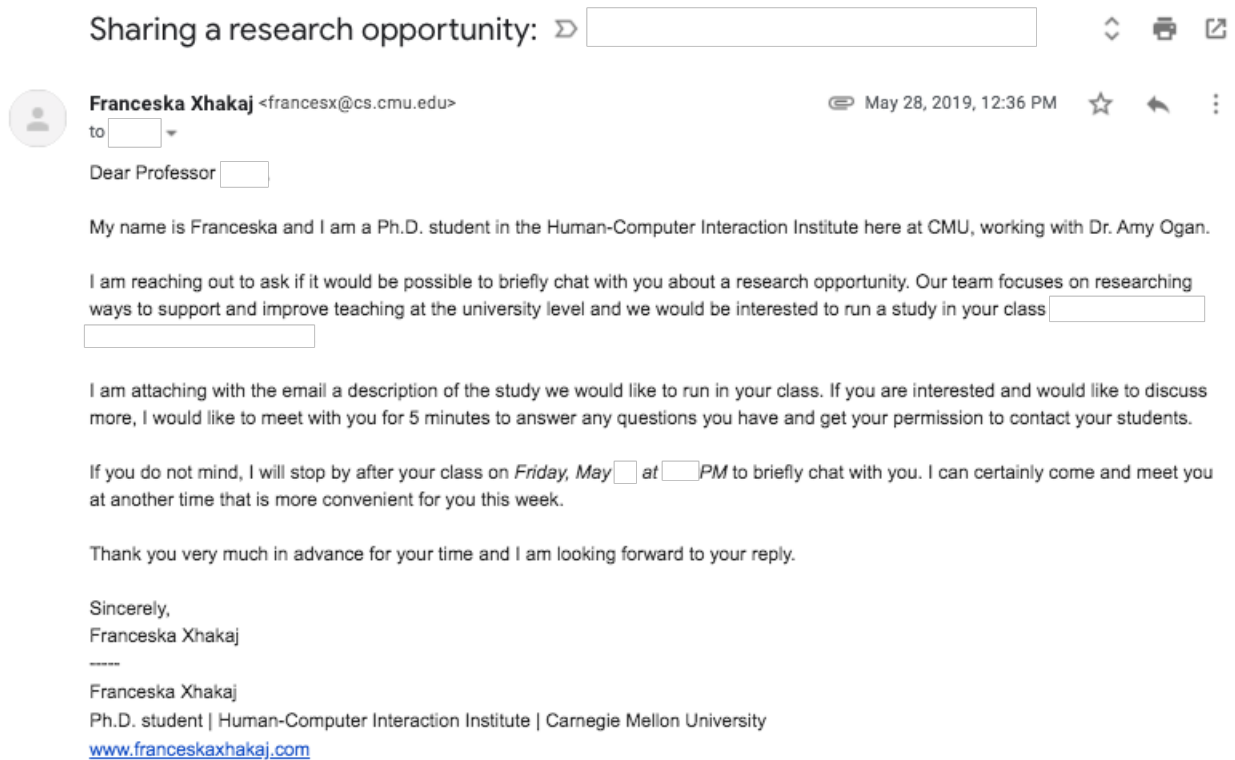 Sharing a research opportunity:
Franceska Xhakaj <francesx@cs.cmu.edu>
May 28, 2019, 12:36 PM
to
Dear Professor
My name is Franceska and I am a Ph.D. student in the Human-Computer Interaction Institute here at CMU, working with Dr. Amy Ogan.
I am reaching out to ask if it would be possible to briefly chat with you about a research opportunity. Our team focuses on researching
ways to support and improve teaching at the university level and we would be interested to run a study in your class
I am attaching with the email a description of the study we would like to run in your class. If you are interested and would like to discuss
more, I would like to meet with you for 5 minutes to answer any questions you have and get your permission to contact your students.
If you do not mind, I will stop by after your class on Friday, May at PM to briefly chat with you. I can certainly come and meet you
at another time that is more convenient for you this week.
Thank you very much in advance for your time and I am looking forward to your reply.
Sincerely,
Franceska Xhakaj
-----
Franceska Xhakaj
Ph.D. student | Human-Computer Interaction Institute | Carnegie Mellon University
www.franceskaxhakaj.com